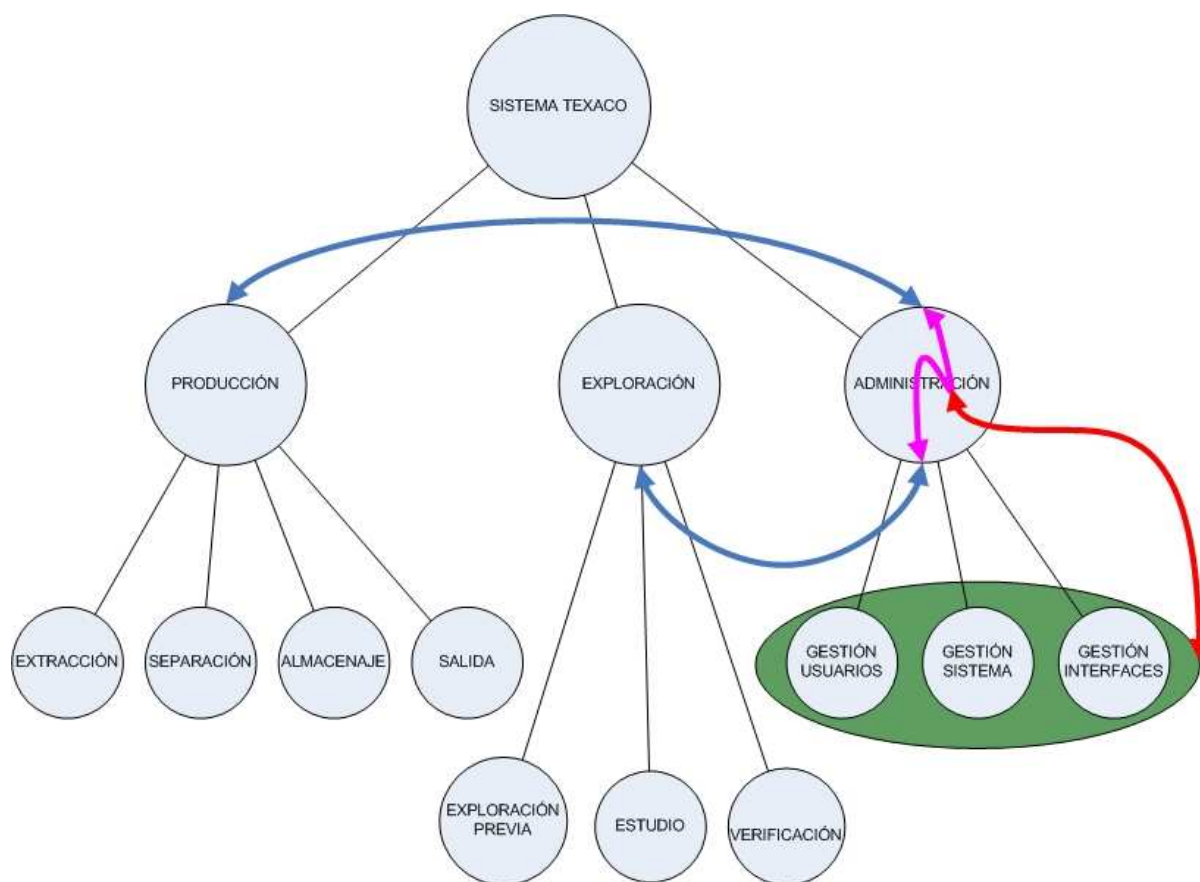 SISTEMA TEXACO
PRODUCCIÓN
EXPLORACIÓN
ADMINISTRACIÓN
EXTRACCIÓN
SEPARACIÓN
ALMACENAJE
SALIDA
GESTIÓN
USUARIOS
GESTIÓN
SISTEMA
GESTIÓN
INTERFACES
EXPLORACIÓN
PREVIA
ESTUDIO
VERIFICACIÓN